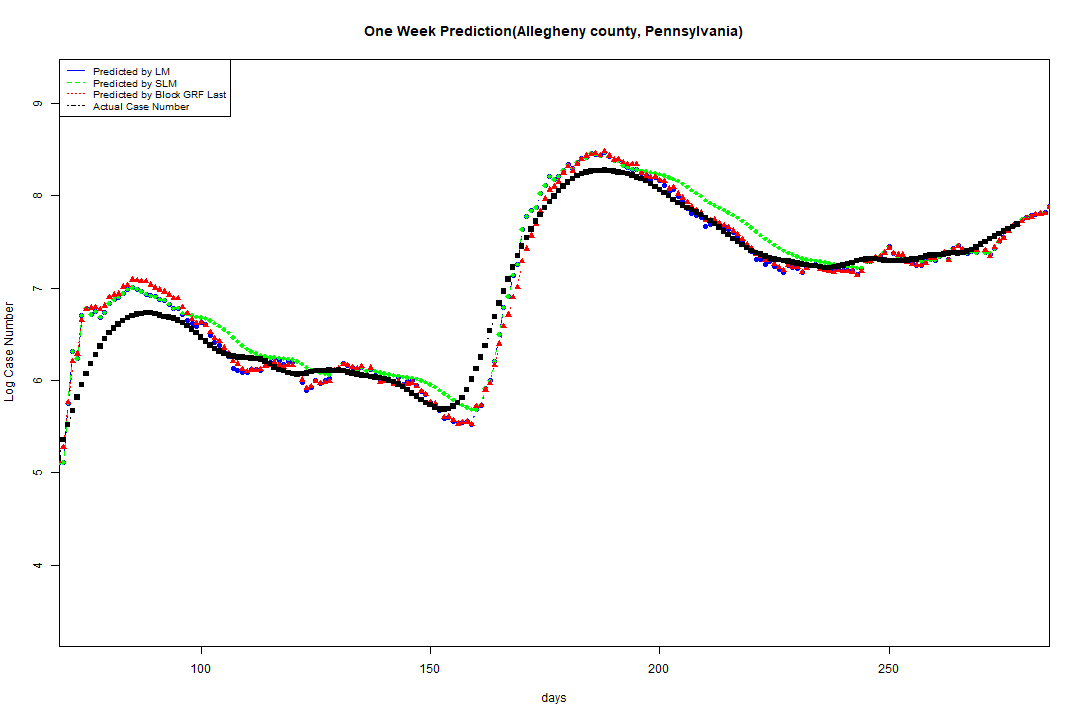 One Week Prediction(Allegheny county, Pennsylvania)
Predicted by LM
Predicted by SLM
Predicted by Block GRF Last
Actual Case Number
9
8
7
6
5
4
Log Case Number
100 150 200 250
days